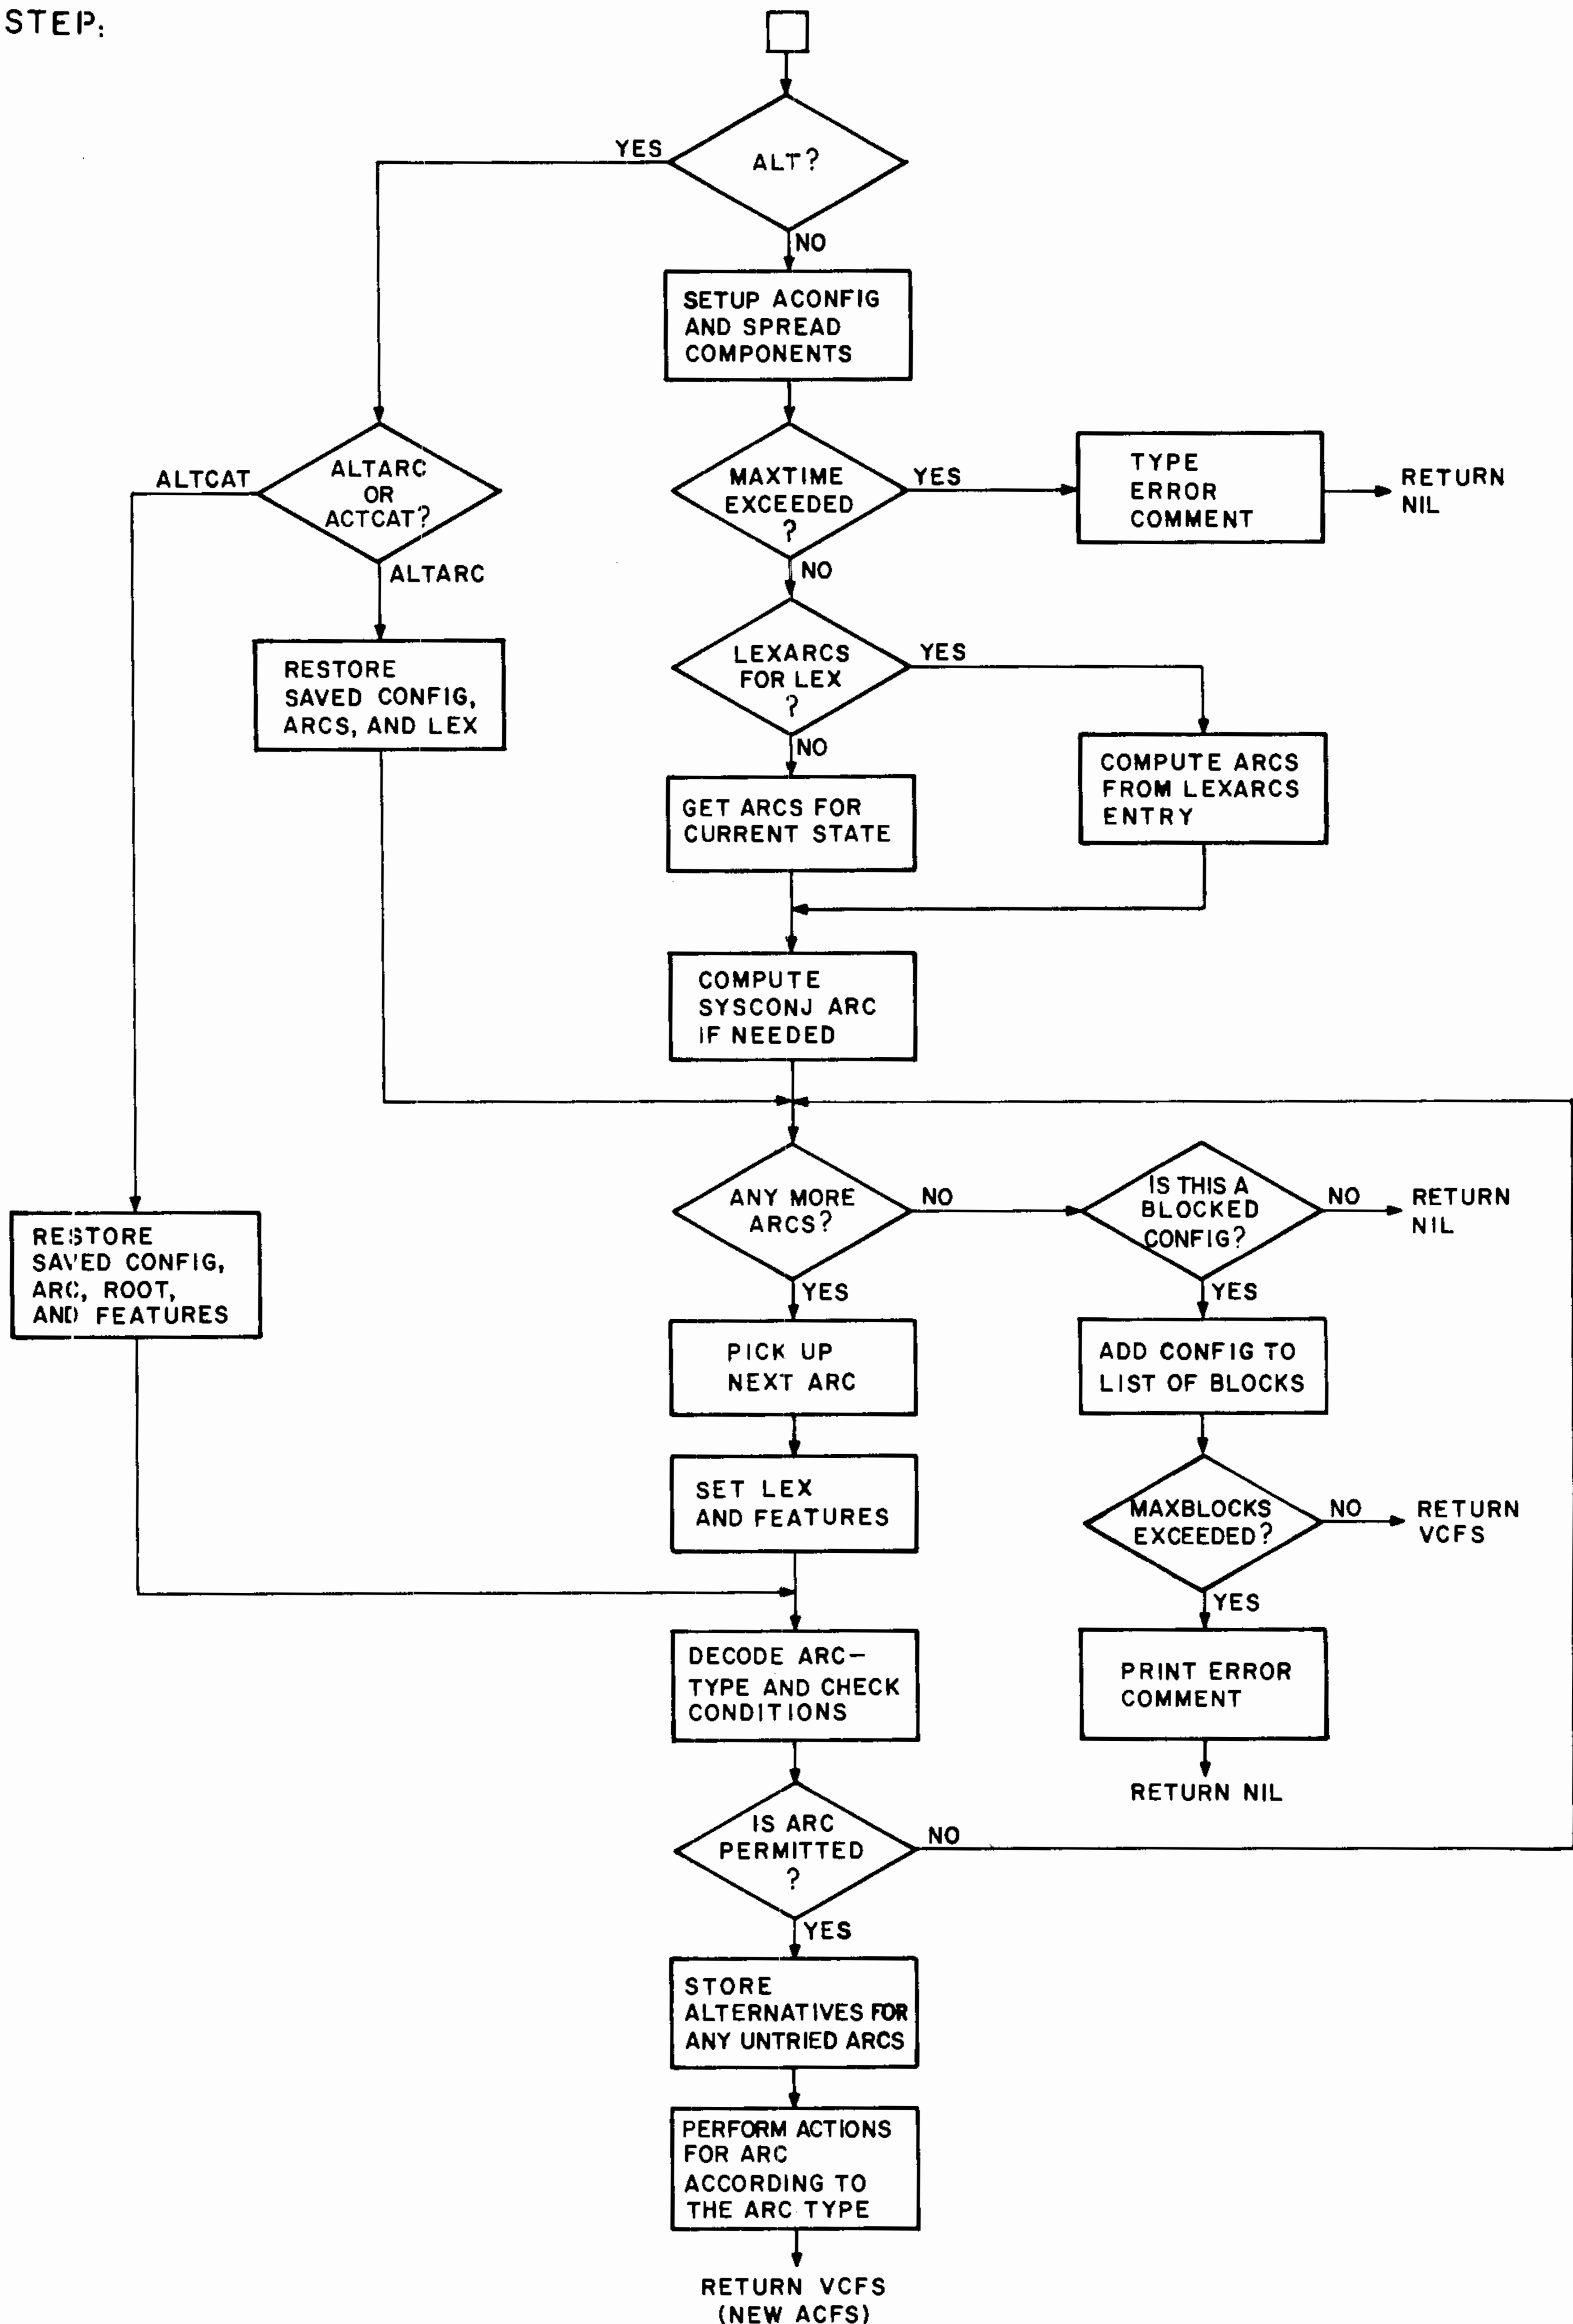 STEP:
ALT?
YES
NO
SETUP ACONFIG
AND SPREAD
COMPONENTS
ALTARC
OR
ACTCAT?
ALTCAT
ALTARC
MAXTIME
EXCEEDED
?
YES
NO
TYPE
ERROR
COMMENT
RETURN
NIL
RESTORE
SAVED CONFIG,
ARCS, AND LEX
LEXARCS
FOR LEX
?
YES
NO
COMPUTE ARCS
FROM LEXARCS
ENTRY
GET ARCS FOR
CURRENT STATE
COMPUTE
SYSCONJ ARC
IF NEEDED
ANY MORE
ARCS?
NO
YES
IS THIS A
BLOCKED
CONFIG?
NO
YES
RETURN
NIL
RESTORE
SAVED CONFIG,
ARC, ROOT,
AND FEATURES
PICK UP
NEXT ARC
ADD CONFIG TO
LIST OF BLOCKS
SET LEX
AND FEATURES
MAXBLOCKS
EXCEEDED?
NO
YES
RETURN
VCFS
DECODE ARC-
TYPE AND CHECK
CONDITIONS
PRINT ERROR
COMMENT
RETURN NIL
IS ARC
PERMITTED
?
NO
YES
STORE
ALTERNATIVES FOR
ANY UNTRIED ARCS
PERFORM ACTIONS
FOR ARC
ACCORDING TO
THE ARC TYPE
RETURN VCFS
(NEW ACFS)